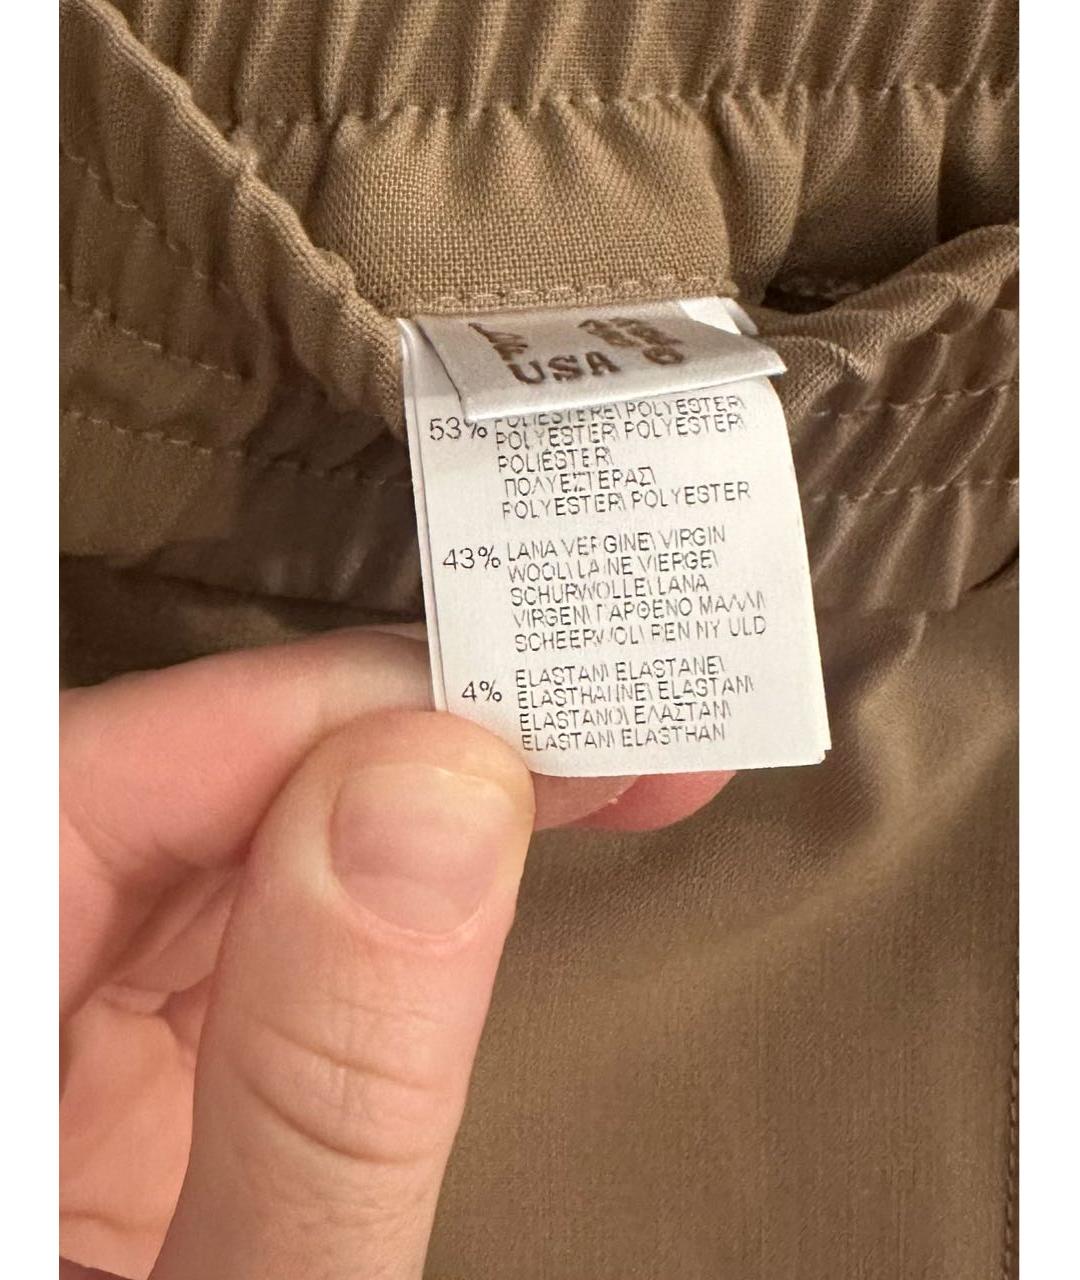 USA 6
53% POLIESTERE\ POLYESTER\
POLYESTER\ POLYESTER\
POLIÉSTER\
ΠΟΛΥΕΣΤΕΡΑΣ\
POLYESTER\ POLYESTER
43% LANA VERGINE\ VIRGIN
WOOL\ LAINE VIERGE\
SCHURWOLLE\ LANA
VIRGEN\ ΠΑΡΘΕΝΟ ΜΑΛΛΙ\
SCHEERWOL\ REN NY ULD
4% ELASTAN\ ELASTANE\
ELASTHANNE\ ELASTAN\
ELASTANO\ ΕΛΑΣΤΑΝ\
ELASTAN\ ELASTHAN